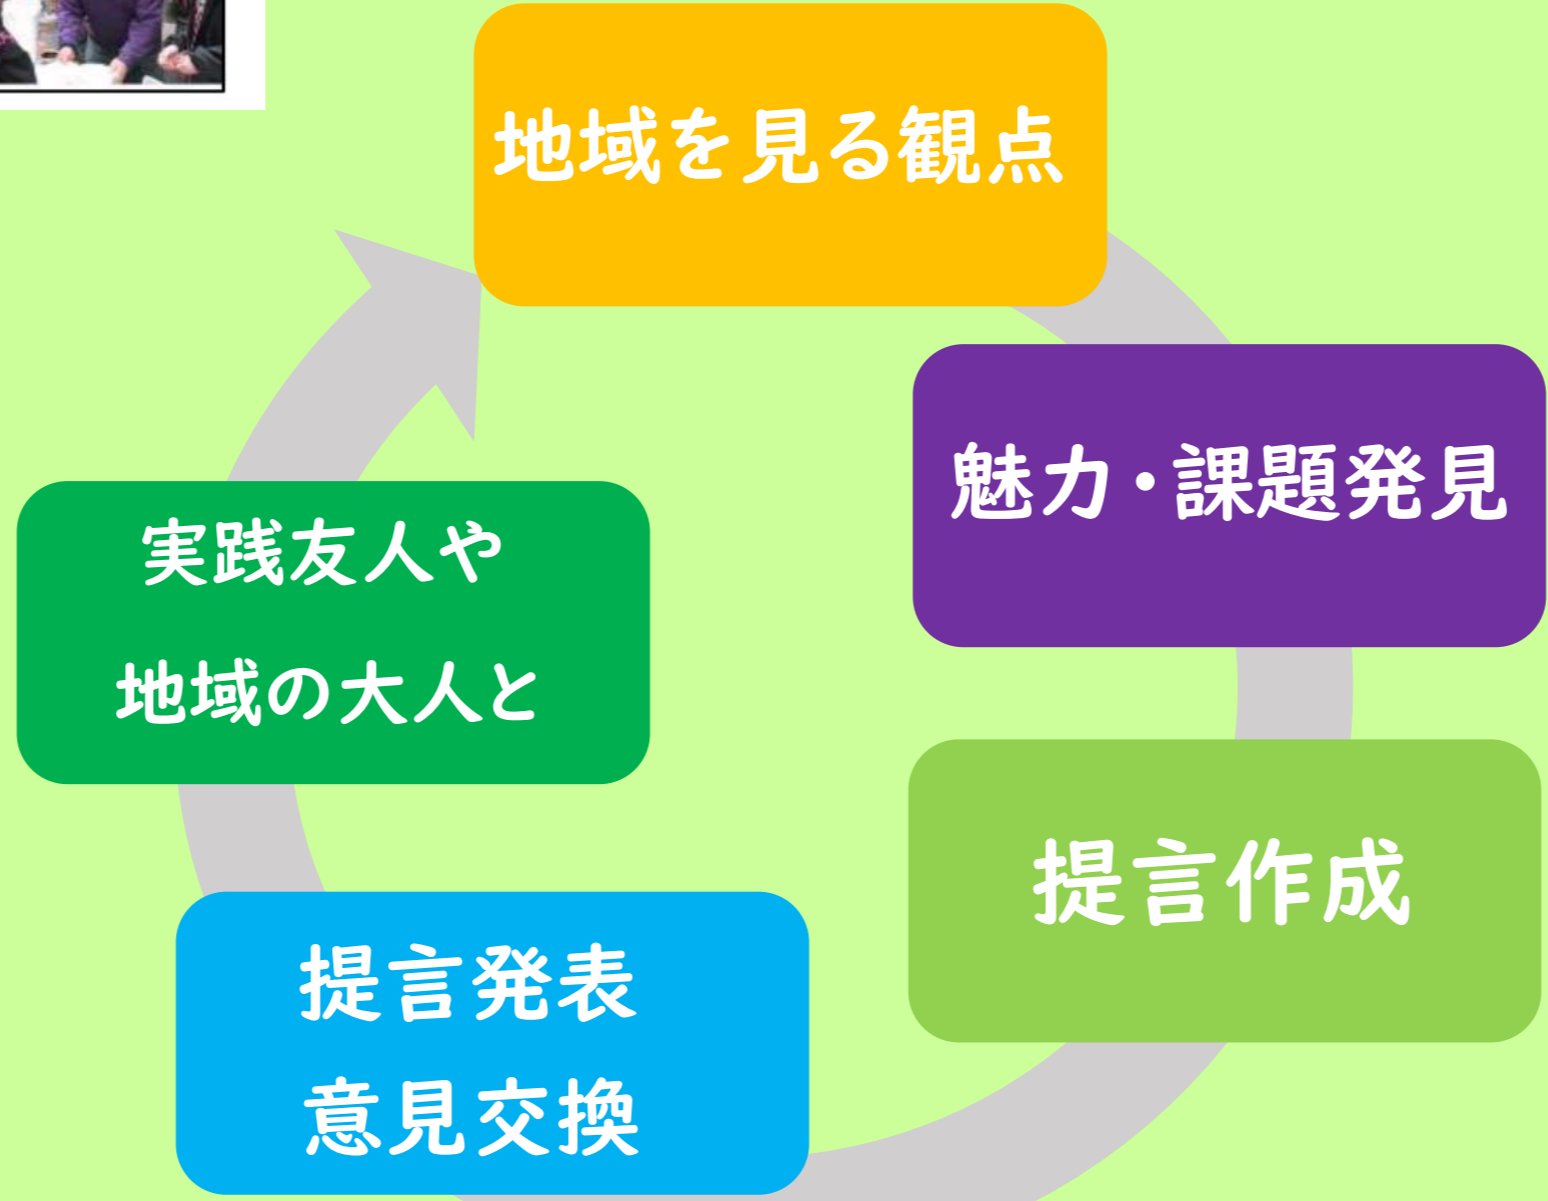 地域を見る観点
魅力・課題発見
提言作成
提言発表
意見交換
実践友人や
地域の大人と